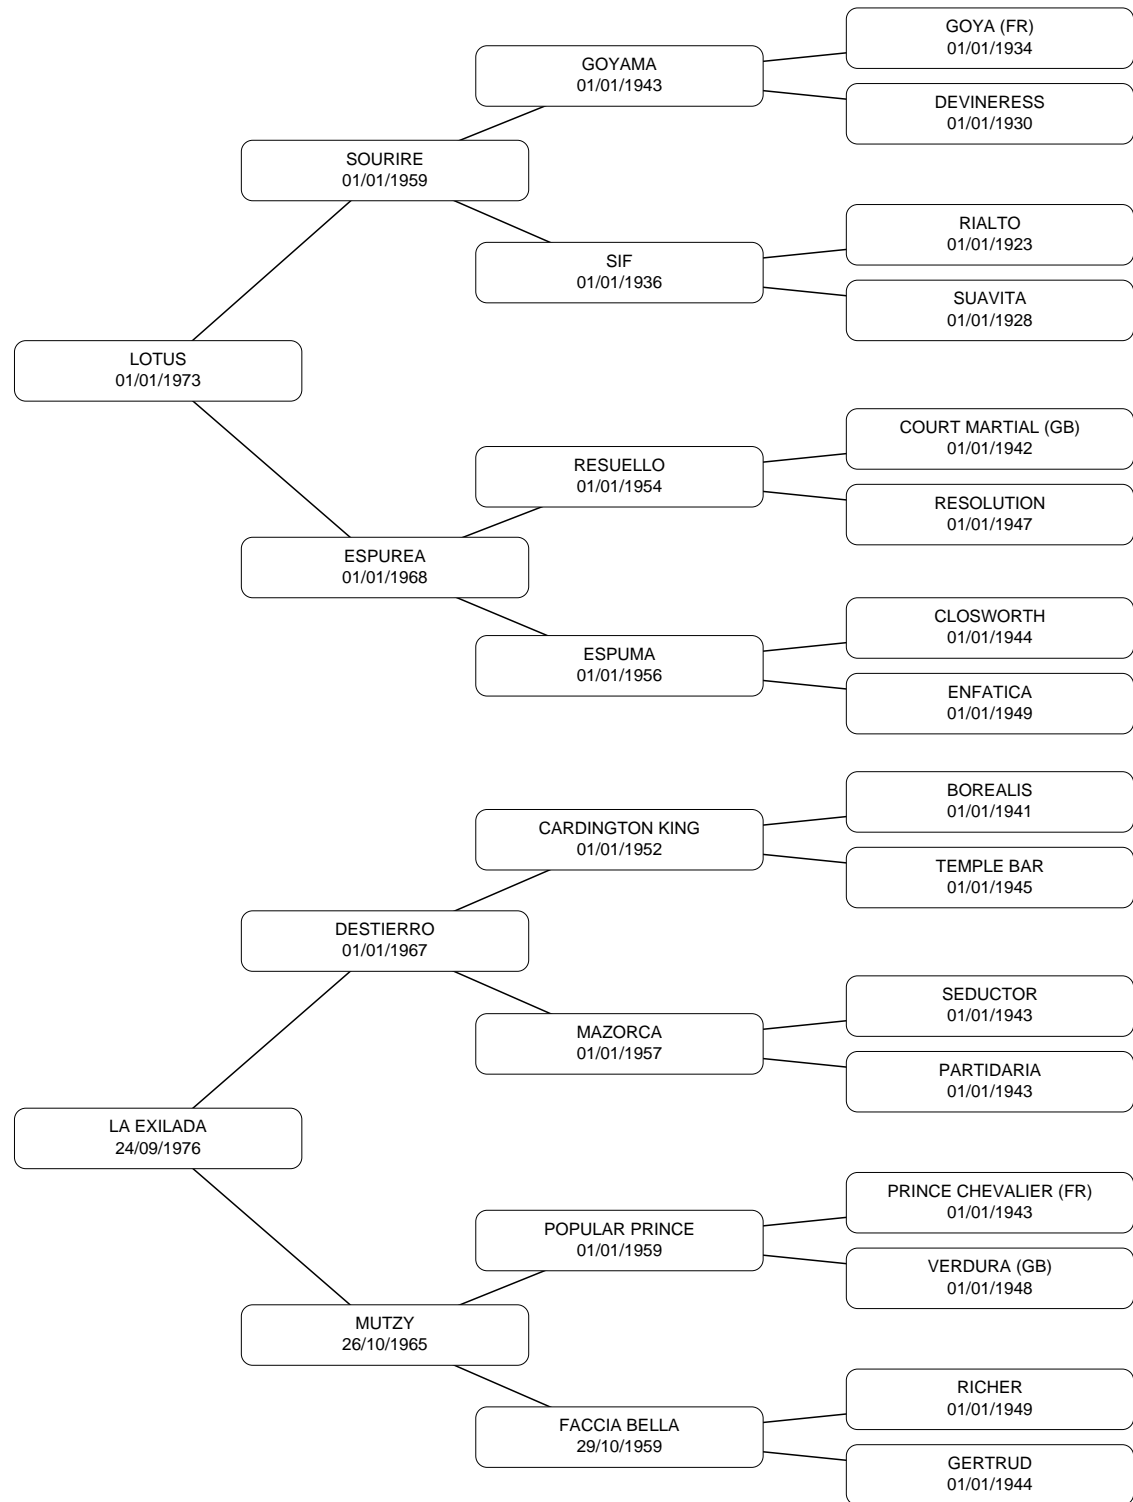 GOYA (FR)
01/01/1934
GOYAMA
01/01/1943
DEVINERESS
01/01/1930
SOURIRE
01/01/1959
RIALTO
01/01/1923
SIF
01/01/1936
SUAVITA
01/01/1928
LOTUS
01/01/1973
COURT MARTIAL (GB)
01/01/1942
RESUELLO
01/01/1954
RESOLUTION
01/01/1947
ESPUREA
01/01/1968
CLOSWORTH
01/01/1944
ESPUMA
01/01/1956
ENFATICA
01/01/1949
BOREALIS
01/01/1941
CARDINGTON KING
01/01/1952
TEMPLE BAR
01/01/1945
DESTIERRO
01/01/1967
SEDUCTOR
01/01/1943
MAZORCA
01/01/1957
PARTIDARIA
01/01/1943
LA EXILADA
24/09/1976
PRINCE CHEVALIER (FR)
01/01/1943
POPULAR PRINCE
01/01/1959
VERDURA (GB)
01/01/1948
MUTZY
26/10/1965
RICHER
01/01/1949
FACCIA BELLA
29/10/1959
GERTRUD
01/01/1944